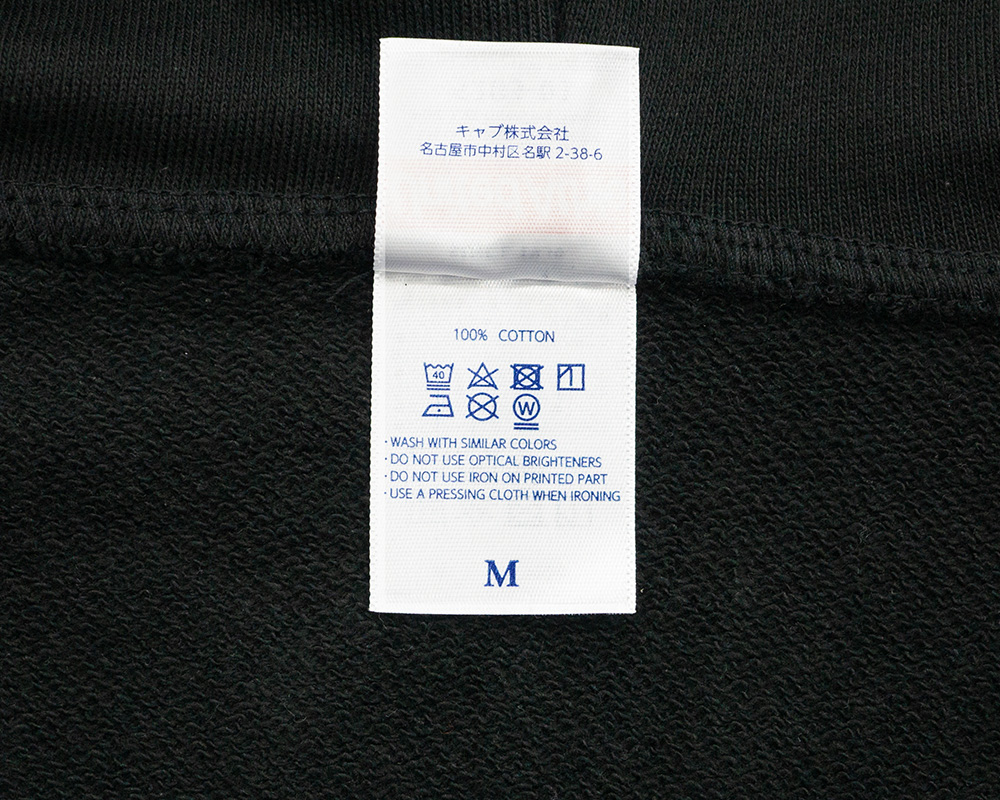 キャブ株式会社
名古屋市中村区名駅 2-38-6
100% COTTON
40
W
・WASH WITH SIMILAR COLORS
・DO NOT USE OPTICAL BRIGHTENERS
・DO NOT USE IRON ON PRINTED PART
・USE A PRESSING CLOTH WHEN IRONING
M